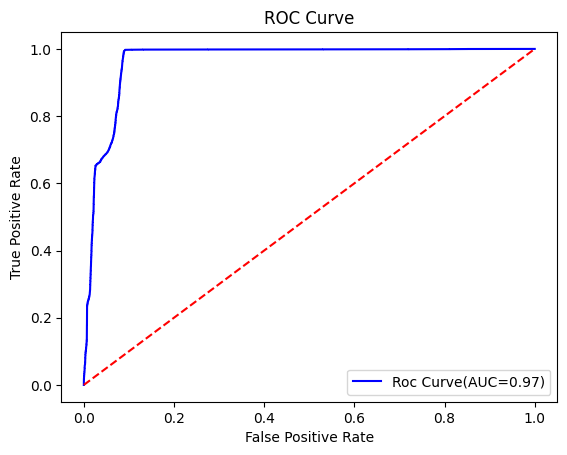 ROC Curve
True Positive Rate
1.0
0.8
0.6
0.4
0.2
0.0
Roc Curve(AUC=0.97)
0.0 0.2 0.4 0.6 0.8 1.0
False Positive Rate